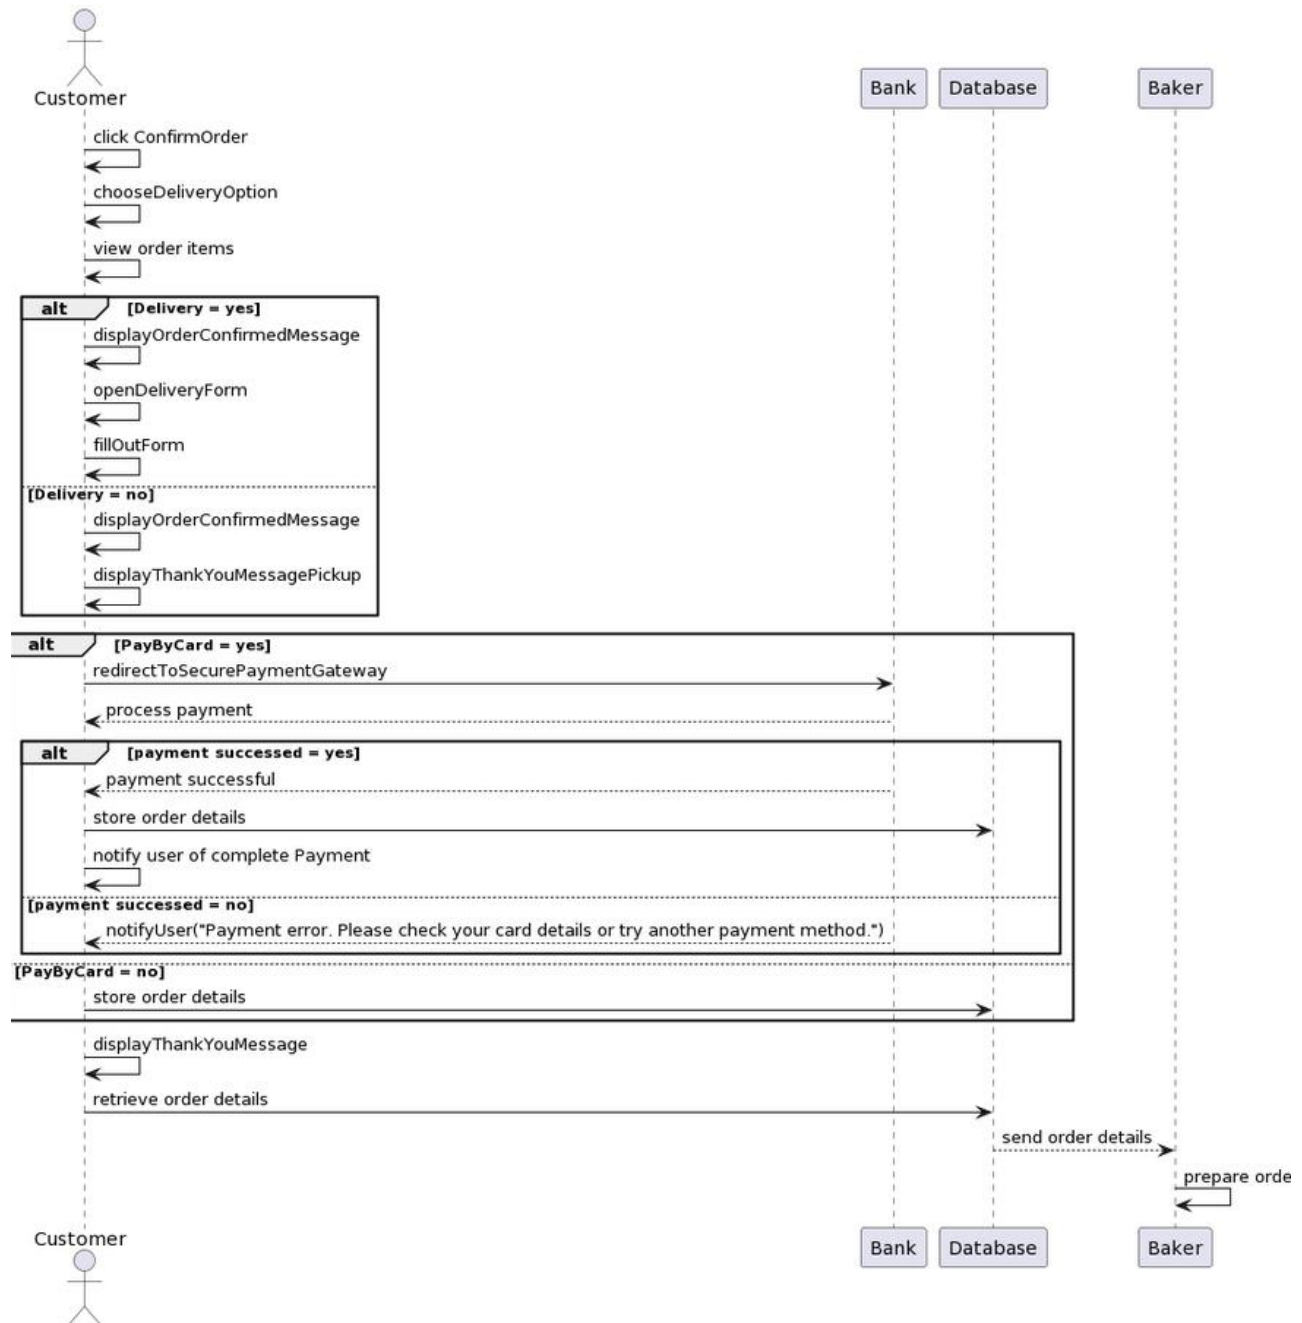 Customer
Bank
Database
Baker
click ConfirmOrder
chooseDeliveryOption
view order items
alt [Delivery = yes]
displayOrderConfirmedMessage
openDeliveryForm
fillOutForm
[Delivery = no]
displayOrderConfirmedMessage
displayThankYouMessagePickup
alt [PayByCard = yes]
redirectToSecurePaymentGateway
process payment
alt [payment successed = yes]
payment successful
store order details
notify user of complete Payment
[payment successed = no]
notifyUser("Payment error. Please check your card details or try another payment method.")
[PayByCard = no]
store order details
displayThankYouMessage
retrieve order details
send order details
prepare orde
Customer
Bank
Database
Baker